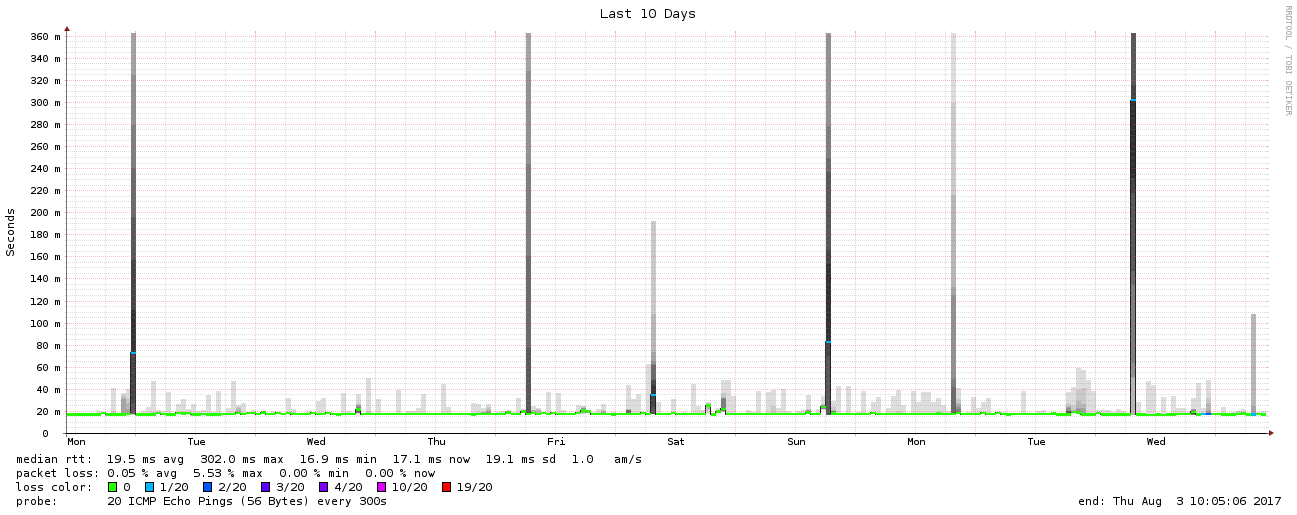 Last 10 Days
RRDTOOL / TOBI OETIKER
Seconds
360 m
340 m
320 m
300 m
280 m
260 m
240 m
220 m
200 m
180 m
160 m
140 m
120 m
100 m
80 m
60 m
40 m
20 m
0
Mon Tue Wed Thu Fri Sat Sun Mon Tue Wed
median rtt: 19.5 ms avg 302.0 ms max 16.9 ms min 17.1 ms now 19.1 ms sd 1.0 am/s
packet loss: 0.05 % avg 5.53 % max 0.00 % min 0.00 % now
loss color: 0 1/20 2/20 3/20 4/20 10/20 19/20
probe: 20 ICMP Echo Pings (56 Bytes) every 300s end: Thu Aug 3 10:05:06 2017